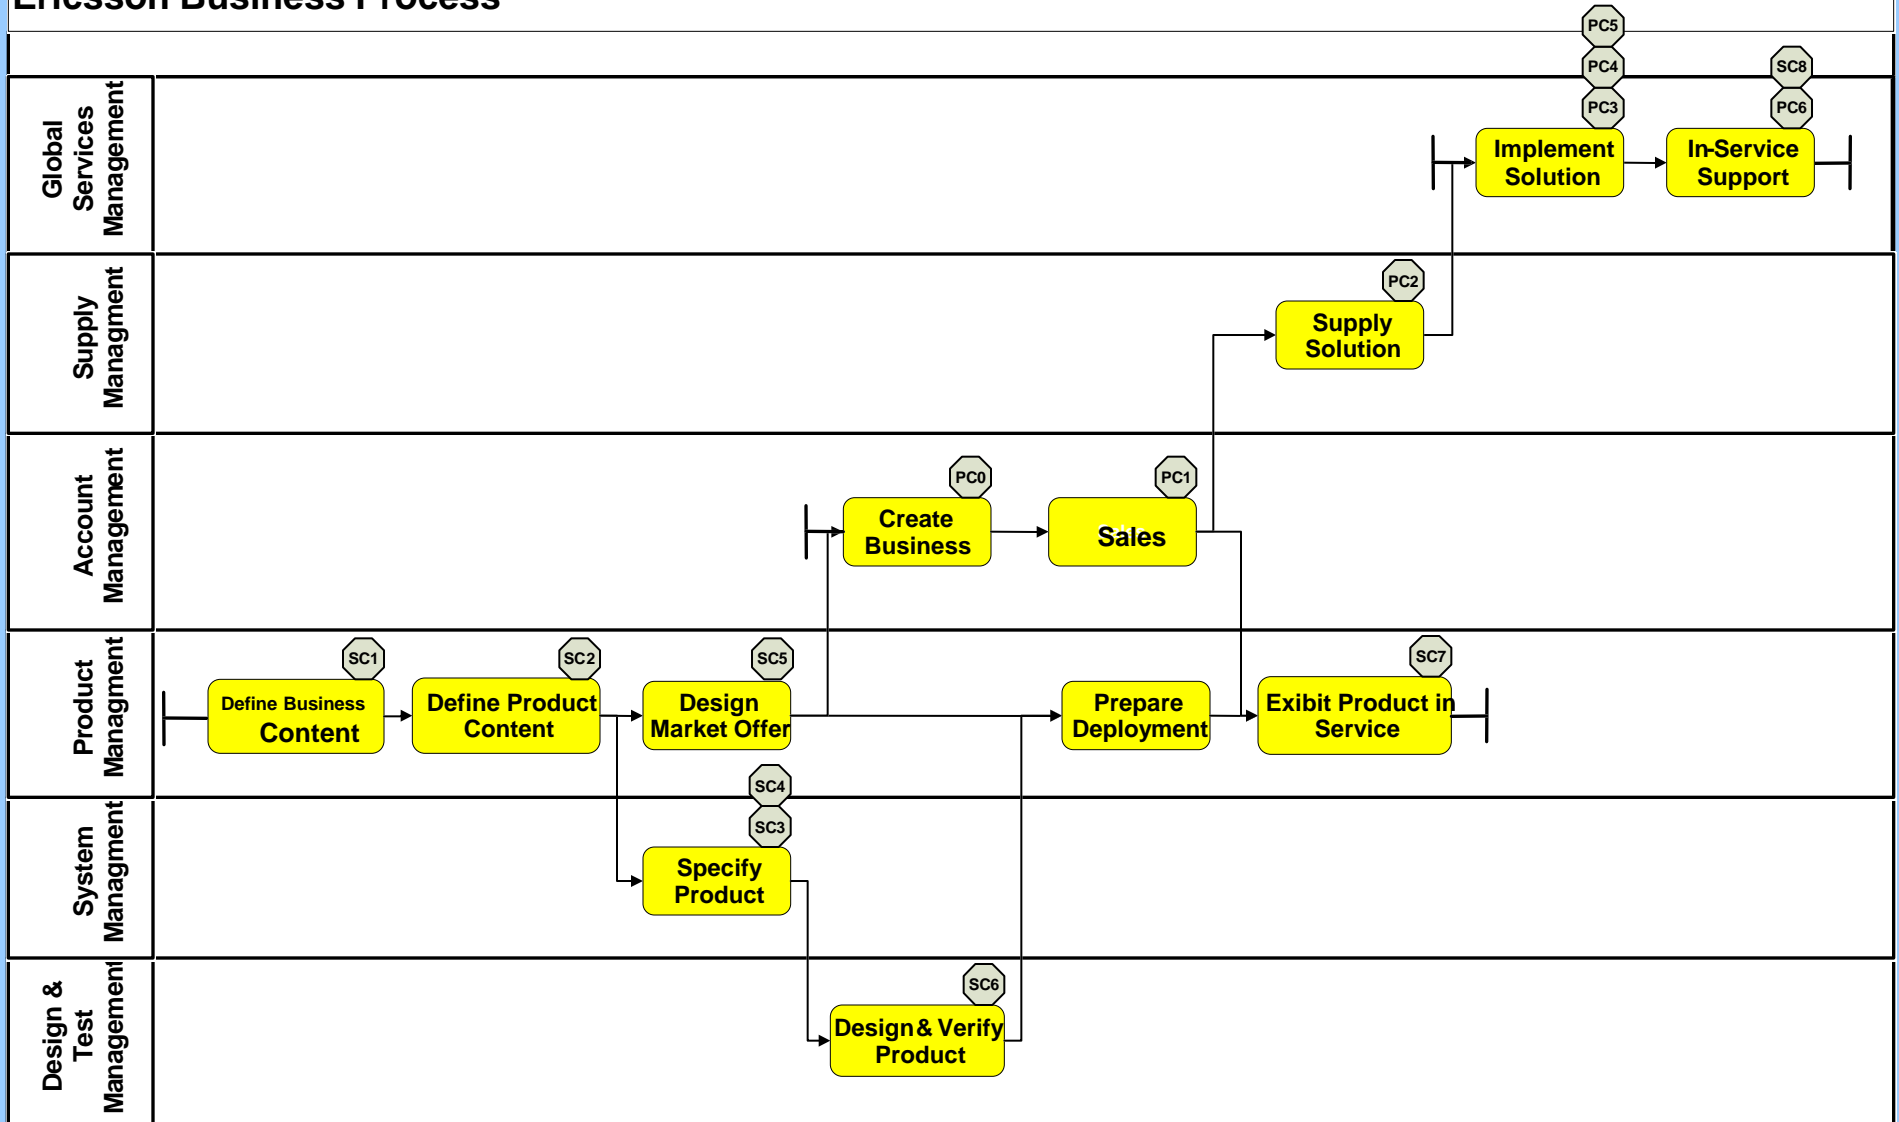 Ericsson Business Process
PC5
PC4
SC8
PC3
PC6
Global
Services
Management
Implement
Solution
In-Service
Support
Supply
Managment
PC2
Supply
Solution
Account
Management
PC0
PC1
Create
Business
Sales
Product
Managment
SC1
SC2
SC5
SC7
Define Business
Content
Define Product
Content
Design
Market Offer
Prepare
Deployment
Exibit Product in
Service
SC4
SC3
System
Managment
Specify
Product
Design &
Test
Management
SC6
Design & Verify
Product